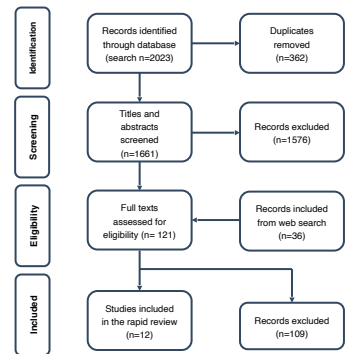 Identification
Records identified
through database
(search n=2023)
Duplicates
removed
(n=362)
Screening
Titles and
abstracts
screened
(n=1661)
Records excluded
(n=1576)
Eligibility
Full texts
assessed for
eligibility (n= 121)
Records included
from web search
(n=36)
Included
Studies included
in the rapid review
(n=12)
Records excluded
(n=109)